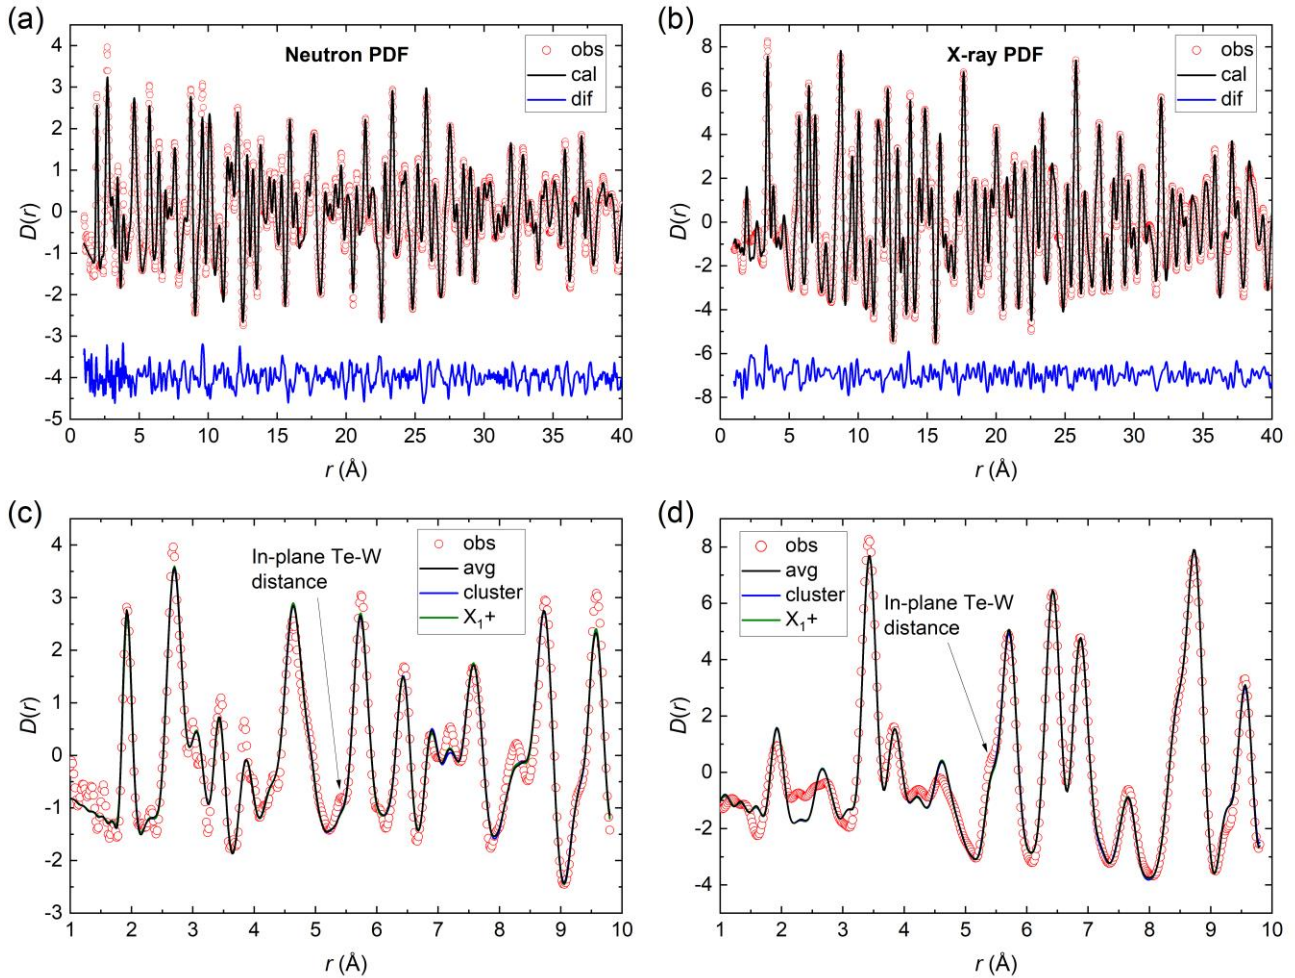 (a)
Neutron PDF
obs
cal
dif
4
3
2
1
0
-1
-2
-3
-4
-5
D(r)
0 5 10 15 20 25 30 35 40
r (Å)
(b)
X-ray PDF
obs
cal
dif
8
6
4
2
0
-2
-4
-6
-8
D(r)
0 5 10 15 20 25 30 35 40
r (Å)
(c)
In-plane Te-W
distance
obs
avg
cluster
X₁+
4
3
2
1
0
-1
-2
-3
D(r)
1 2 3 4 5 6 7 8 9 10
r (Å)
(d)
obs
avg
cluster
X₁+
In-plane Te-W
distance
8
6
4
2
0
-2
-4
D(r)
1 2 3 4 5 6 7 8 9 10
r (Å)